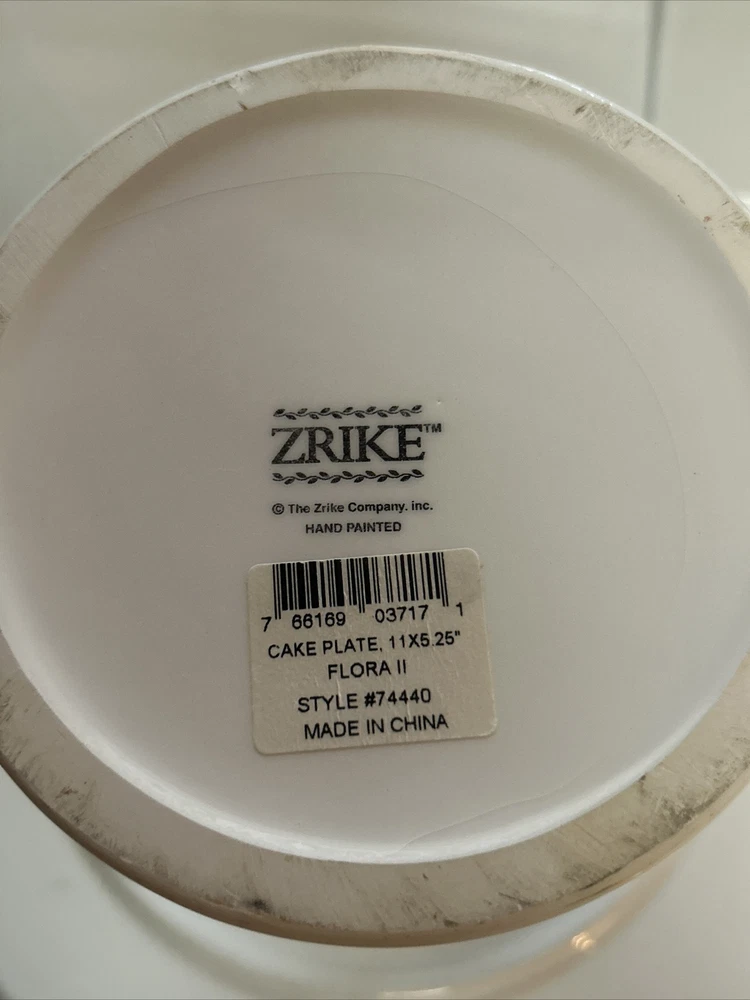 ZRIKE™
© The Zrike Company. inc.
HAND PAINTED
7 66169 03717 1
CAKE PLATE, 11X5.25"
FLORA II
STYLE #74440
MADE IN CHINA